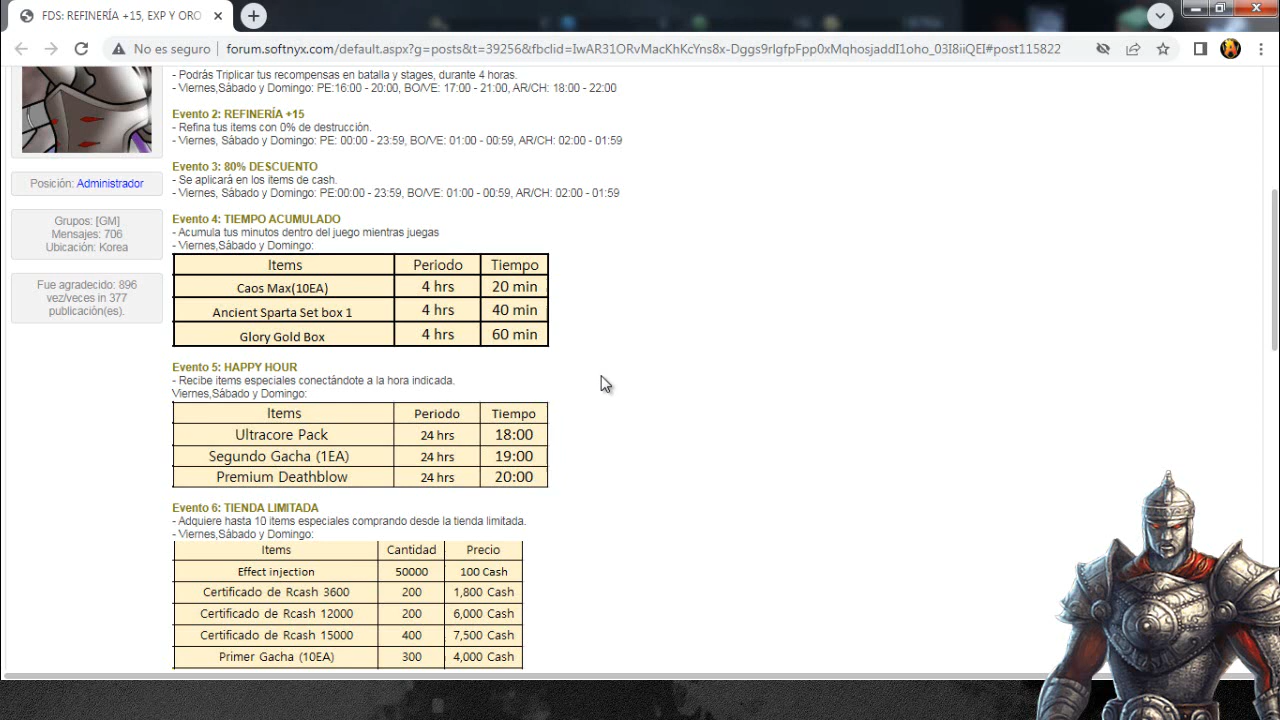 FDS: REFINERÍA +15, EXP Y ORO
No es seguro
forum.softnyx.com/default.aspx?g=posts&t=39256&fbclid=IwAR31ORvMacKhKcYns8x-Dggs9rIgfpFpp0xMqhosjaddI1oho_03I8iiQEI#post115822
- Podrás Triplicar tus recompensas en batalla y stages, durante 4 horas.
- Viernes,Sábado y Domingo: PE:16:00 - 20:00, BO/VE: 17:00 - 21:00, AR/CH: 18:00 - 22:00
Evento 2: REFINERÍA +15
- Refina tus items con 0% de destrucción.
- Viernes, Sábado y Domingo: PE: 00:00 - 23:59, BO/VE: 01:00 - 00:59, AR/CH: 02:00 - 01:59
Evento 3: 80% DESCUENTO
- Se aplicará en los items de cash.
- Viernes, Sábado y Domingo: PE:00:00 - 23:59, BO/VE: 01:00 - 00:59, AR/CH: 02:00 - 01:59
Posición: Administrador
Grupos: [GM]
Mensajes: 706
Ubicación: Korea
Fue agradecido: 896
vez/veces in 377
publicación(es).
Evento 4: TIEMPO ACUMULADO
- Acumula tus minutos dentro del juego mientras juegas
- Viernes,Sábado y Domingo:
Items Periodo Tiempo
Caos Max(10EA) 4 hrs 20 min
Ancient Sparta Set box 1 4 hrs 40 min
Glory Gold Box 4 hrs 60 min
Evento 5: HAPPY HOUR
- Recibe items especiales conectándote a la hora indicada.
Viernes,Sábado y Domingo:
Items Periodo Tiempo
Ultracore Pack 24 hrs 18:00
Segundo Gacha (1EA) 24 hrs 19:00
Premium Deathblow 24 hrs 20:00
Evento 6: TIENDA LIMITADA
- Adquiere hasta 10 items especiales comprando desde la tienda limitada.
- Viernes,Sábado y Domingo:
Items Cantidad Precio
Effect injection 50000 100 Cash
Certificado de Rcash 3600 200 1,800 Cash
Certificado de Rcash 12000 200 6,000 Cash
Certificado de Rcash 15000 400 7,500 Cash
Primer Gacha (10EA) 300 4,000 Cash